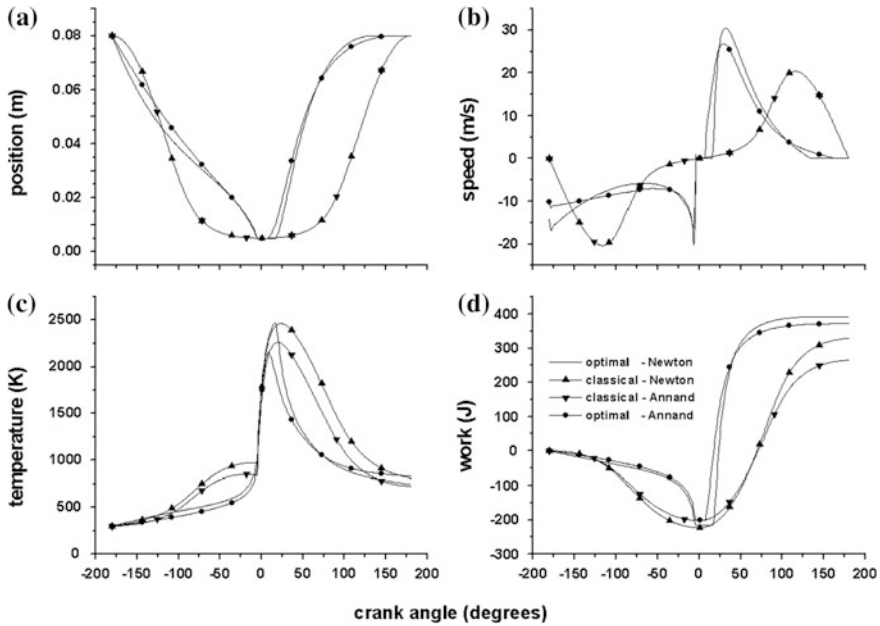 (a)
position (m)
0.08
0.06
0.04
0.02
0.00
-200 -150 -100 -50 0 50 100 150 200
(b)
speed (m/s)
30
20
10
0
-10
-20
-200 -150 -100 -50 0 50 100 150 200
(c)
temperature (K)
2500
2000
1500
1000
500
0
-200 -150 -100 -50 0 50 100 150 200
(d)
work (J)
400
300
200
100
0
-100
-200
-300
optimal - Newton
classical - Newton
classical - Annand
optimal - Annand
-200 -150 -100 -50 0 50 100 150 200
crank angle (degrees)